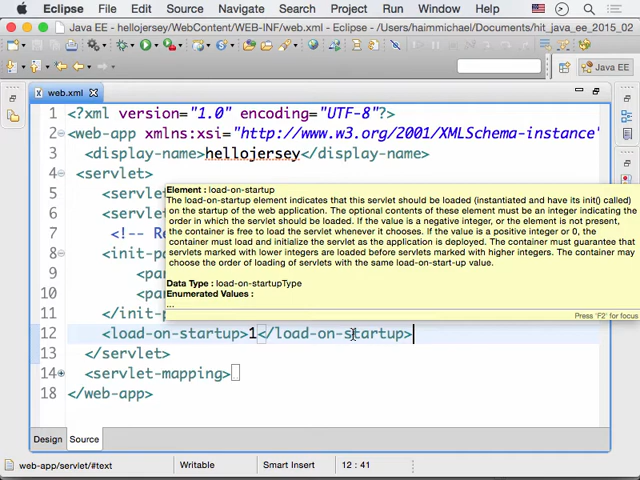 Eclipse File Edit Source Navigate Search Project Run
Java EE - hellojersey/WebContent/WEB-INF/web.xml - Eclipse - /Users/haimmichael/Documents/hit_java_ee_2015_02
Java EE
web.xml
1 <?xml version="1.0" encoding="UTF-8"?>
2 <web-app xmlns:xsi="http://www.w3.org/2001/XMLSchema-instance"
3 <display-name>hellojersey</display-name>
4 <servlet>
5 <serv
6 <serv
7 <!-- Re
8 <init-p
9 <par
10 <par
11 </init-p
12 <load-on-startup>1</load-on-startup>
13 </servlet>
14 <servlet-mapping>
18 </web-app>
Element : load-on-startup
The load-on-startup element indicates that this servlet should be loaded (instantiated and have its init() called)
on the startup of the web application. The optional contents of these element must be an integer indicating the
order in which the servlet should be loaded. If the value is a negative integer, or the element is not present,
the container is free to load the servlet whenever it chooses. If the value is a positive integer or 0, the
container must load and initialize the servlet as the application is deployed. The container must guarantee that
servlets marked with lower integers are loaded before servlets marked with higher integers. The container may
choose the order of loading of servlets with the same load-on-start-up value.
Data Type : load-on-startupType
Enumerated Values :
...
Press 'F2' for focus
Design Source
web-app/servlet/#text Writable Smart Insert 12 : 41